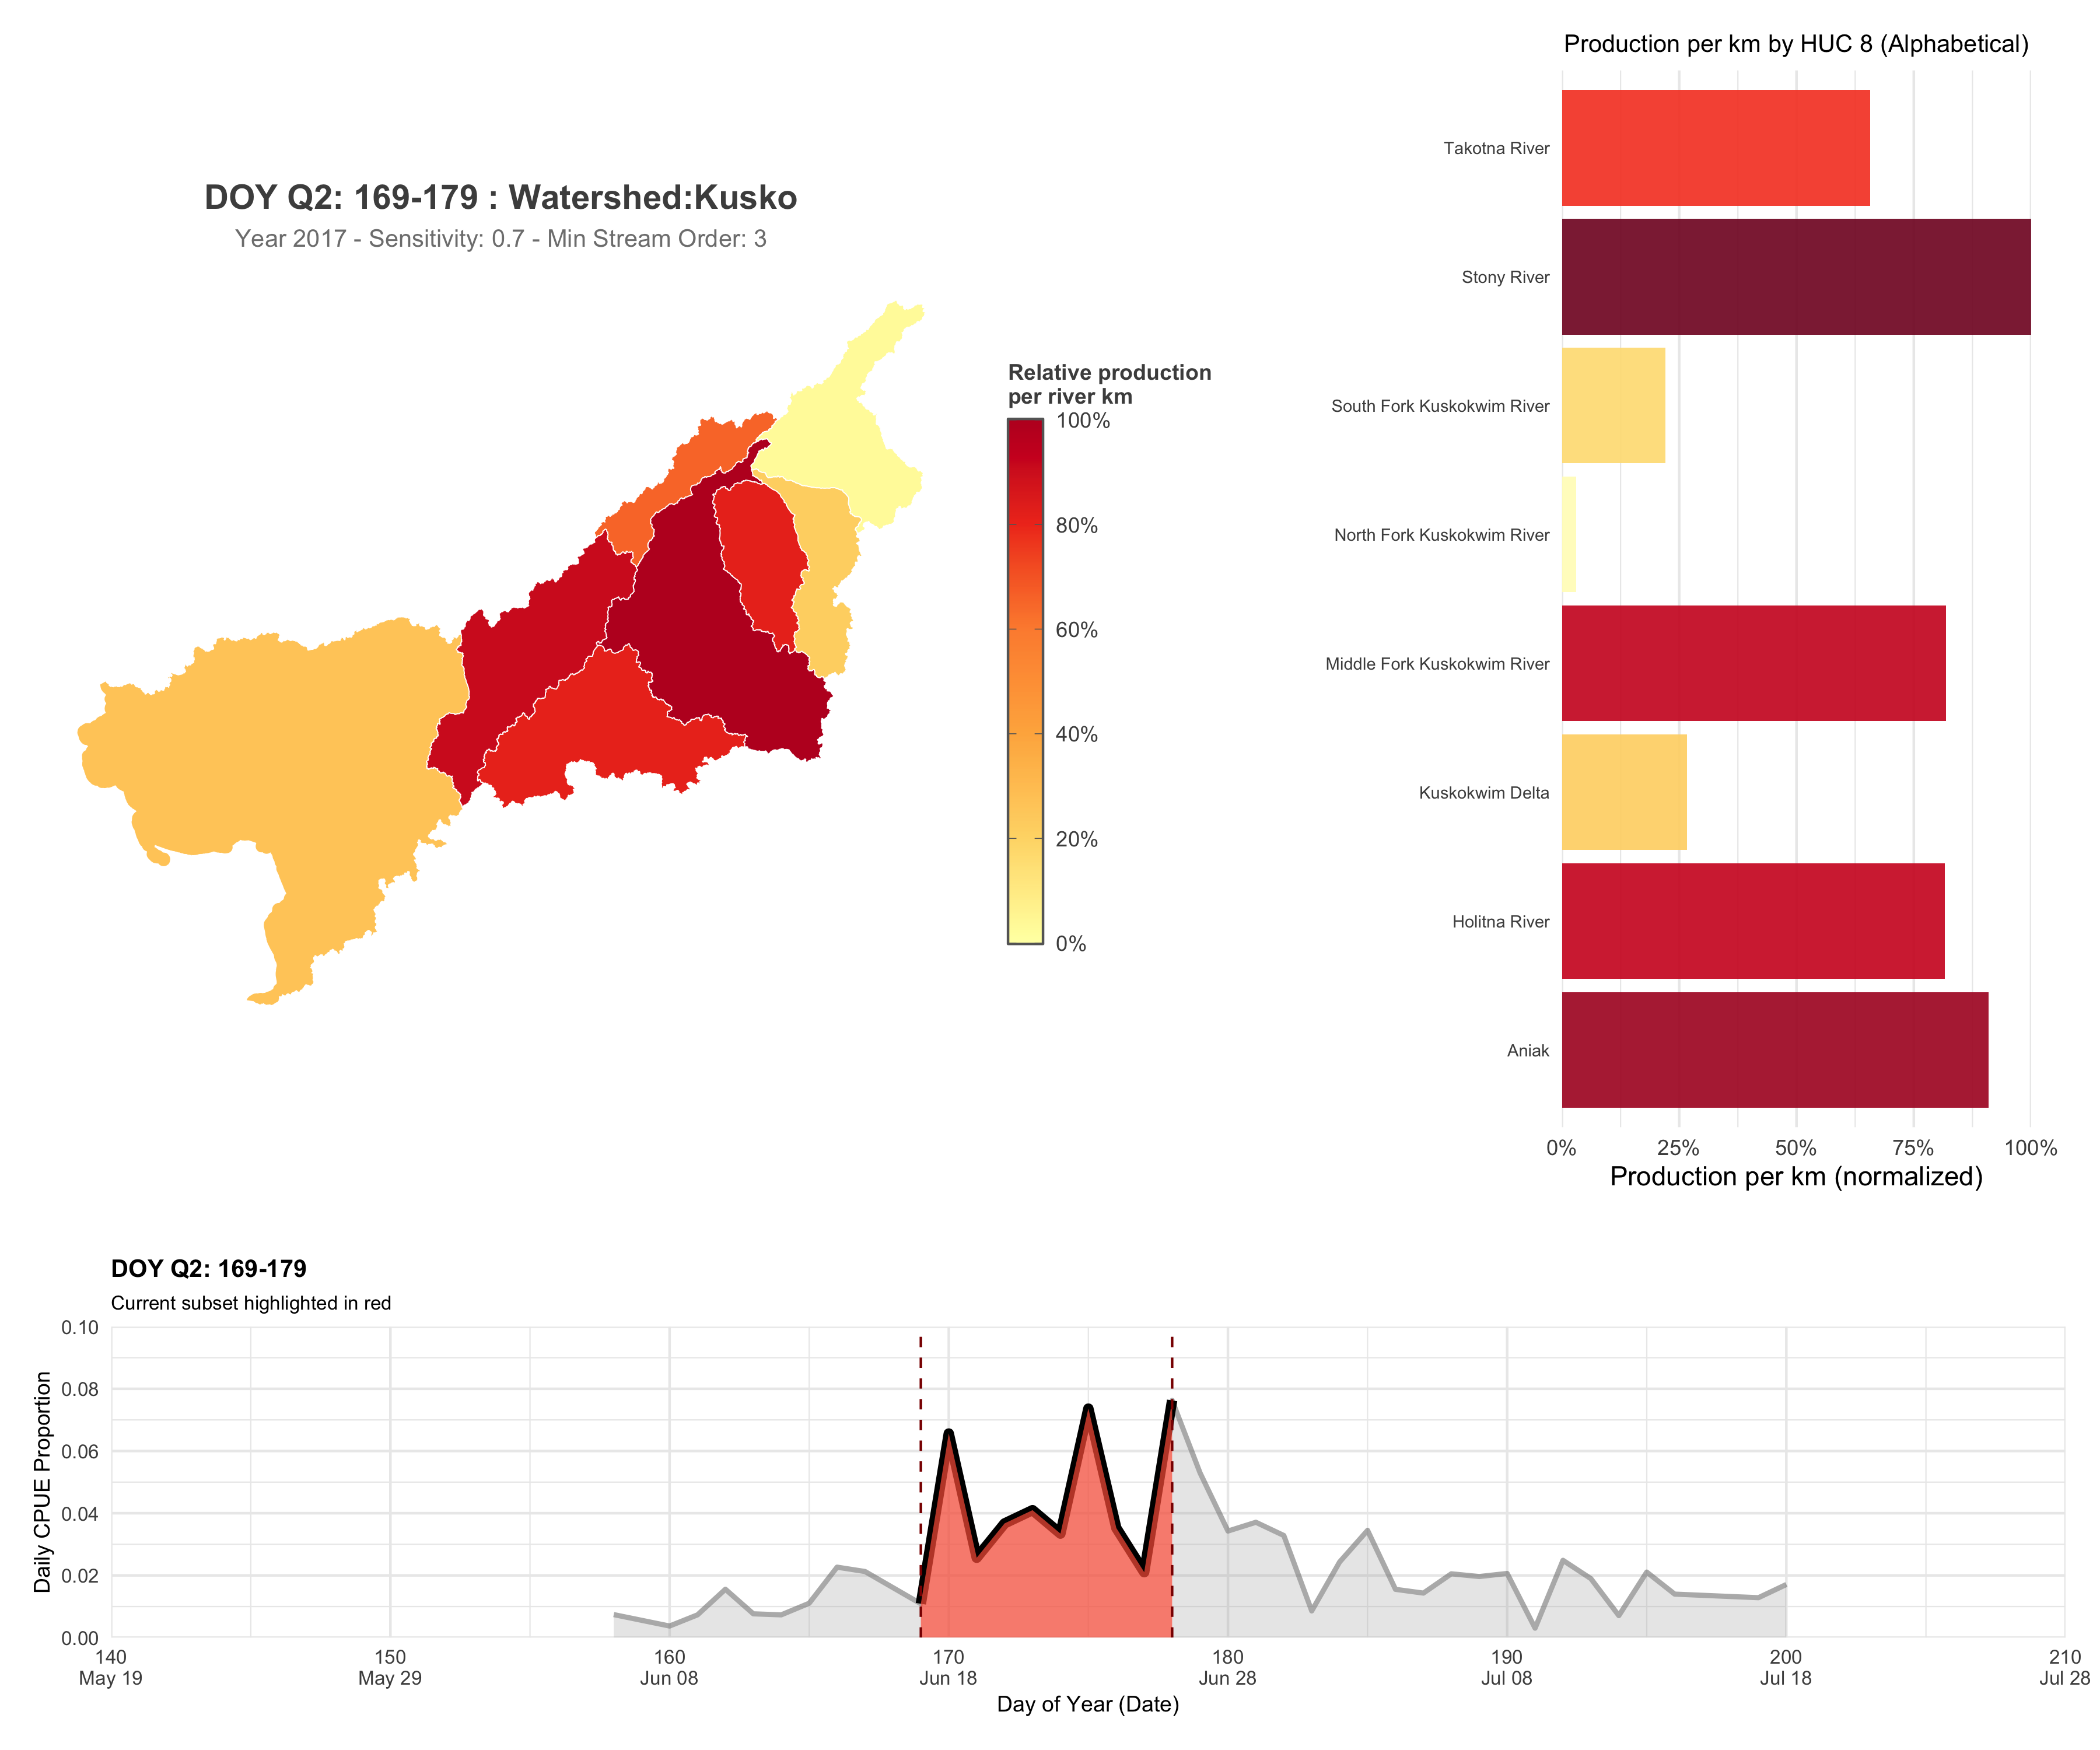 DOY Q2: 169-179 : Watershed:Kusko
Year 2017 - Sensitivity: 0.7 - Min Stream Order: 3
Relative production
per river km
100%
80%
60%
40%
20%
0%
Production per km by HUC 8 (Alphabetical)
Takotna River
Stony River
South Fork Kuskokwim River
North Fork Kuskokwim River
Middle Fork Kuskokwim River
Kuskokwim Delta
Holitna River
Aniak
0% 25% 50% 75% 100%
Production per km (normalized)
DOY Q2: 169-179
Current subset highlighted in red
Daily CPUE Proportion
0.10
0.08
0.06
0.04
0.02
0.00
140 150 160 170 180 190 200 210
May 19 May 29 Jun 08 Jun 18 Jun 28 Jul 08 Jul 18 Jul 28
Day of Year (Date)